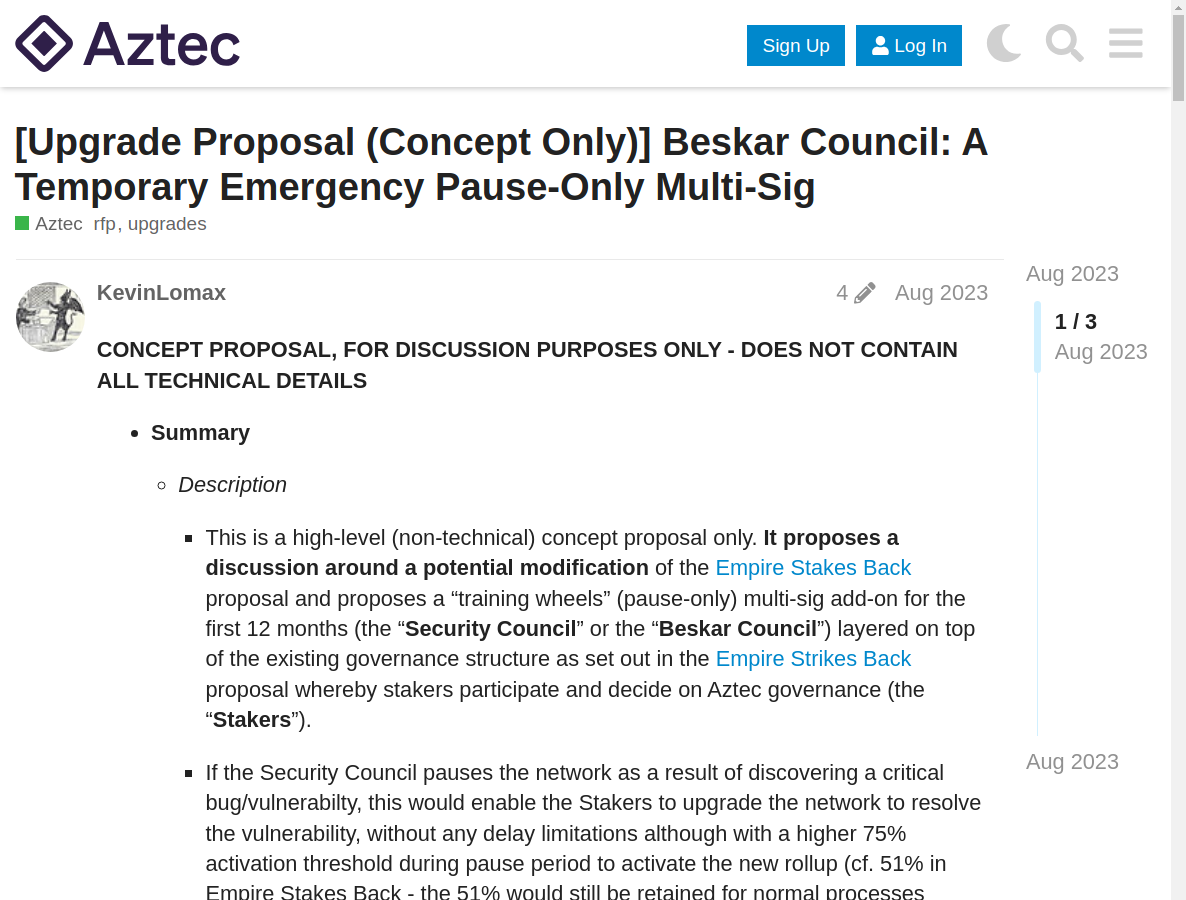 Aztec
Sign Up
Log In
[Upgrade Proposal (Concept Only)] Beskar Council: A
Temporary Emergency Pause-Only Multi-Sig
Aztec rfp, upgrades
Aug 2023
KevinLomax
4
Aug 2023
1 / 3
Aug 2023
CONCEPT PROPOSAL, FOR DISCUSSION PURPOSES ONLY - DOES NOT CONTAIN
ALL TECHNICAL DETAILS
Summary
Description
This is a high-level (non-technical) concept proposal only. It proposes a
discussion around a potential modification of the Empire Stakes Back
proposal and proposes a “training wheels” (pause-only) multi-sig add-on for the
first 12 months (the “Security Council” or the “Beskar Council”) layered on top
of the existing governance structure as set out in the Empire Strikes Back
proposal whereby stakers participate and decide on Aztec governance (the
“Stakers”).
Aug 2023
If the Security Council pauses the network as a result of discovering a critical
bug/vulnerabilty, this would enable the Stakers to upgrade the network to resolve
the vulnerability, without any delay limitations although with a higher 75%
activation threshold during pause period to activate the new rollup (cf. 51% in
Empire Stakes Back - the 51% would still be retained for normal processes